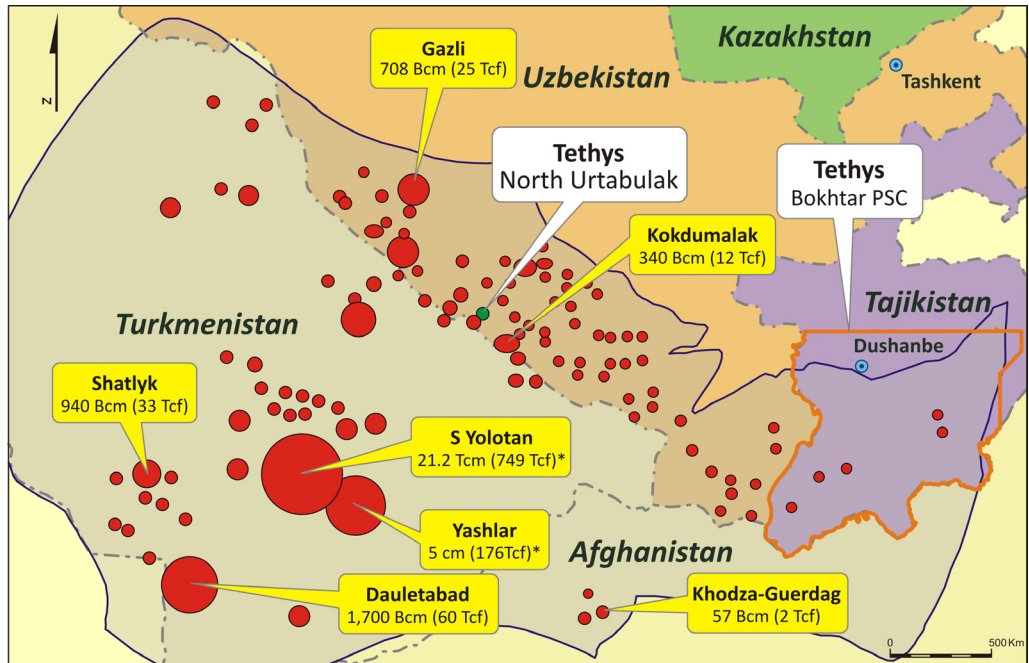 Kazakhstan
Gazli
708 Bcm (25 Tcf)
Uzbekistan
Tashkent
N
Tethys
North Urtabulak
Tethys
Bokhtar PSC
Kokdumalak
340 Bcm (12 Tcf)
Tajikistan
Turkmenistan
Dushanbe
Shatlyk
940 Bcm (33 Tcf)
S Yolotan
21.2 Tcm (749 Tcf)*
Yashlar
5 cm (176Tcf)*
Afghanistan
Dauletabad
1,700 Bcm (60 Tcf)
Khodza-Guerdag
57 Bcm (2 Tcf)
0 500 Km